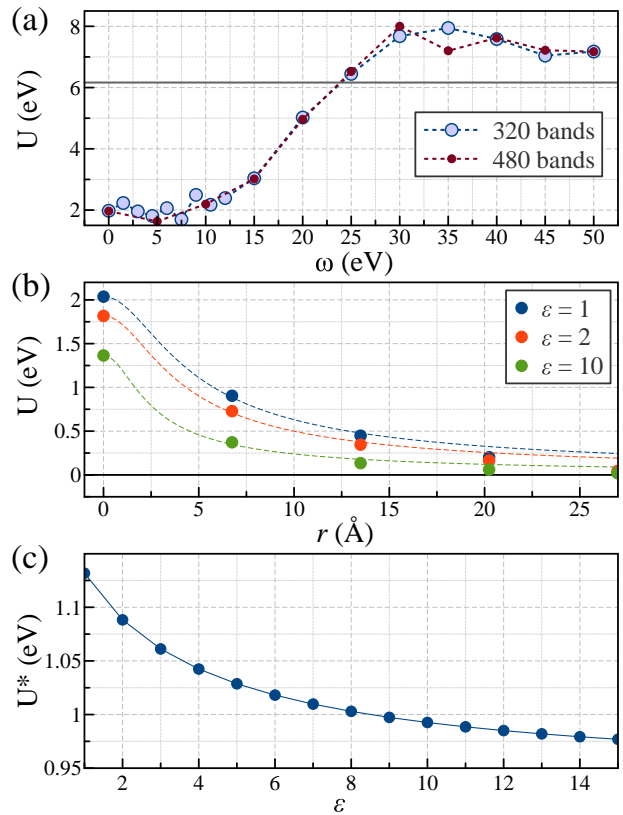 (a)
U (eV)
8
6
4
2
320 bands
480 bands
0 5 10 15 20 25 30 35 40 45 50
ω (eV)
(b)
U (eV)
2
1.5
1
0.5
0
ε = 1
ε = 2
ε = 10
0 5 10 15 20 25
r (Å)
(c)
U* (eV)
1.1
1.05
1
0.95
2 4 6 8 10 12 14
ε